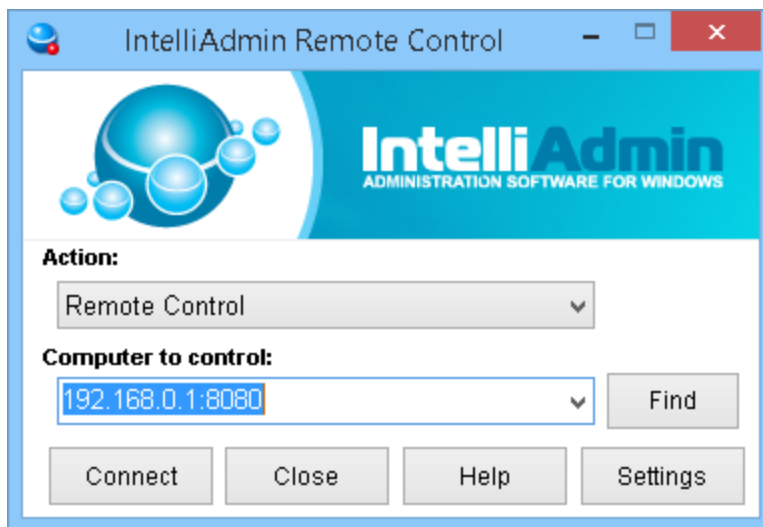 IntelliAdmin Remote Control
IntelliAdmin
ADMINISTRATION SOFTWARE FOR WINDOWS
Action:
Remote Control
Computer to control:
192.168.0.1:8080
Find
Connect Close Help Settings